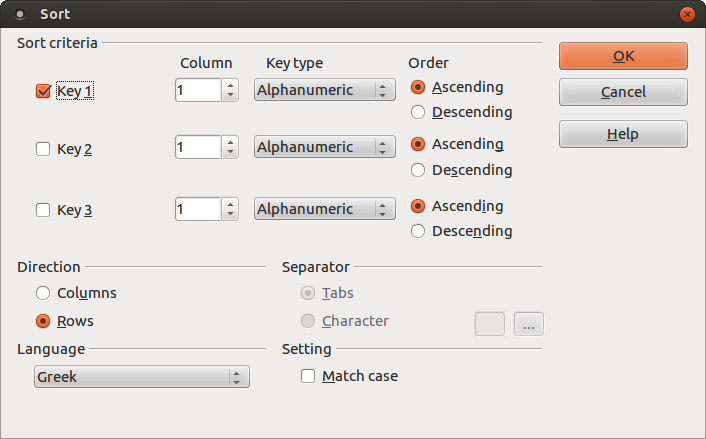 Sort
Sort criteria
Column Key type Order
Key 1 1 Alphanumeric Ascending
Descending
Key 2 1 Alphanumeric Ascending
Descending
Key 3 1 Alphanumeric Ascending
Descending
OK
Cancel
Help
Direction
Columns
Rows
Separator
Tabs
Character ...
Language
Greek
Setting
Match case